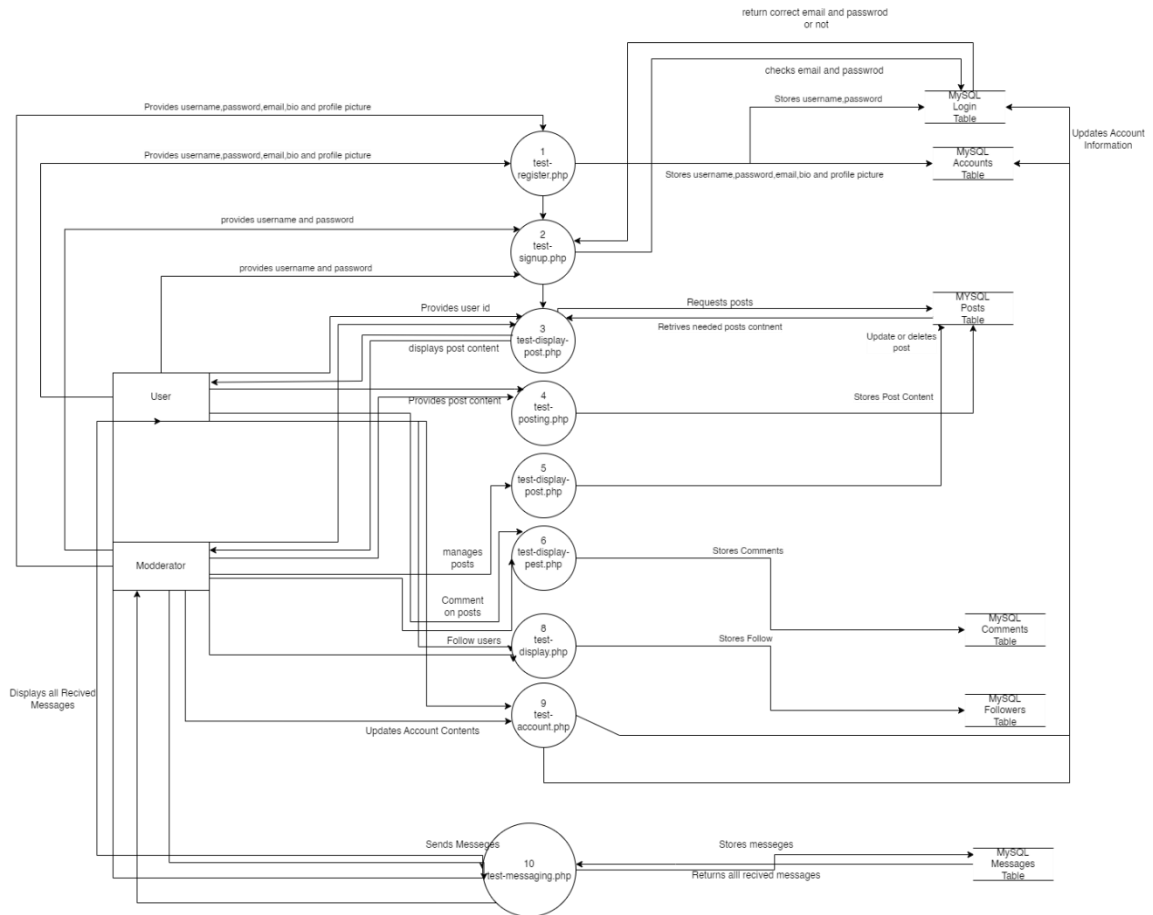 return correct email and passwrod
or not
checks email and passwrod
MySQL
Login
Table
Provides username,password,email,bio and profile picture
Stores username,password
Updates Account
Information
1
test-
register.php
Provides username,password,email,bio and profile picture
MySQL
Accounts
Table
Stores username,password,email,bio and profile picture
provides username and password
2
test-
signup.php
provides username and password
Provides user id
Requests posts
MYSQL
Posts
Table
3
test-display-
post.php
Retrives needed posts contnent
displays post content
Update or deletes
post
User
Provides post content
4
test-
posting.php
Stores Post Content
5
test-display-
post.php
Modderator
manages
posts
6
test-display-
pest.php
Stores Comments
Comment
on posts
MySQL
Comments
Table
Follow users
8
test-
display.php
Stores Follow
Displays all Recived
Messages
MySQL
Followers
Table
9
test-
account.php
Updates Account Contents
Sends Messeges
Stores messeges
10
test-messaging.php
MySQL
Messages
Table
Returns alll recived messages